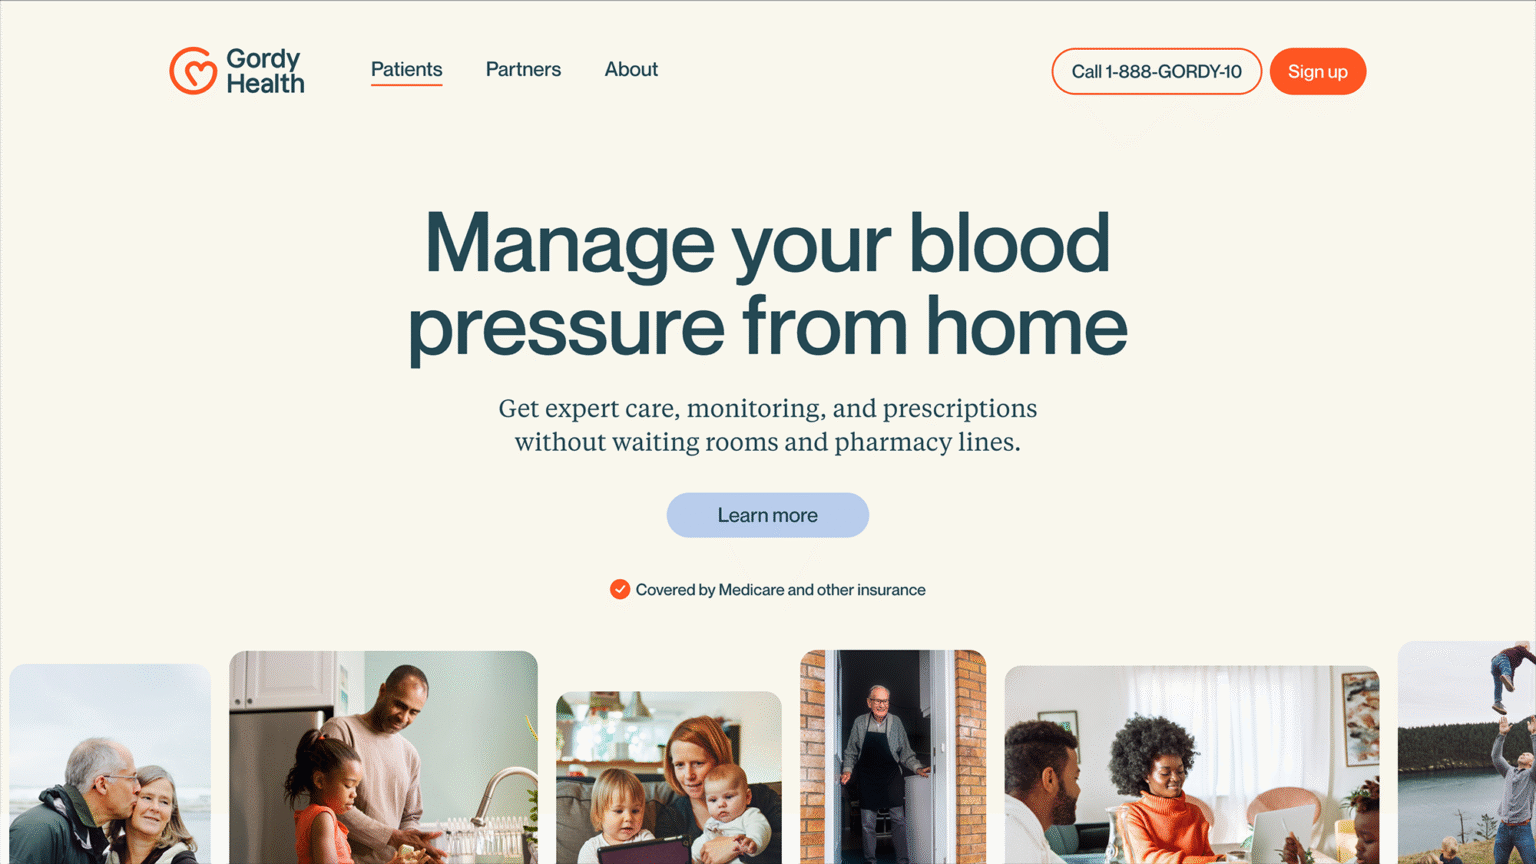 Gordy
Health
Patients
Partners
About
Call 1-888-GORDY-10
Sign up
Manage your blood
pressure from home
Get expert care, monitoring, and prescriptions
without waiting rooms and pharmacy lines.
Learn more
Covered by Medicare and other insurance